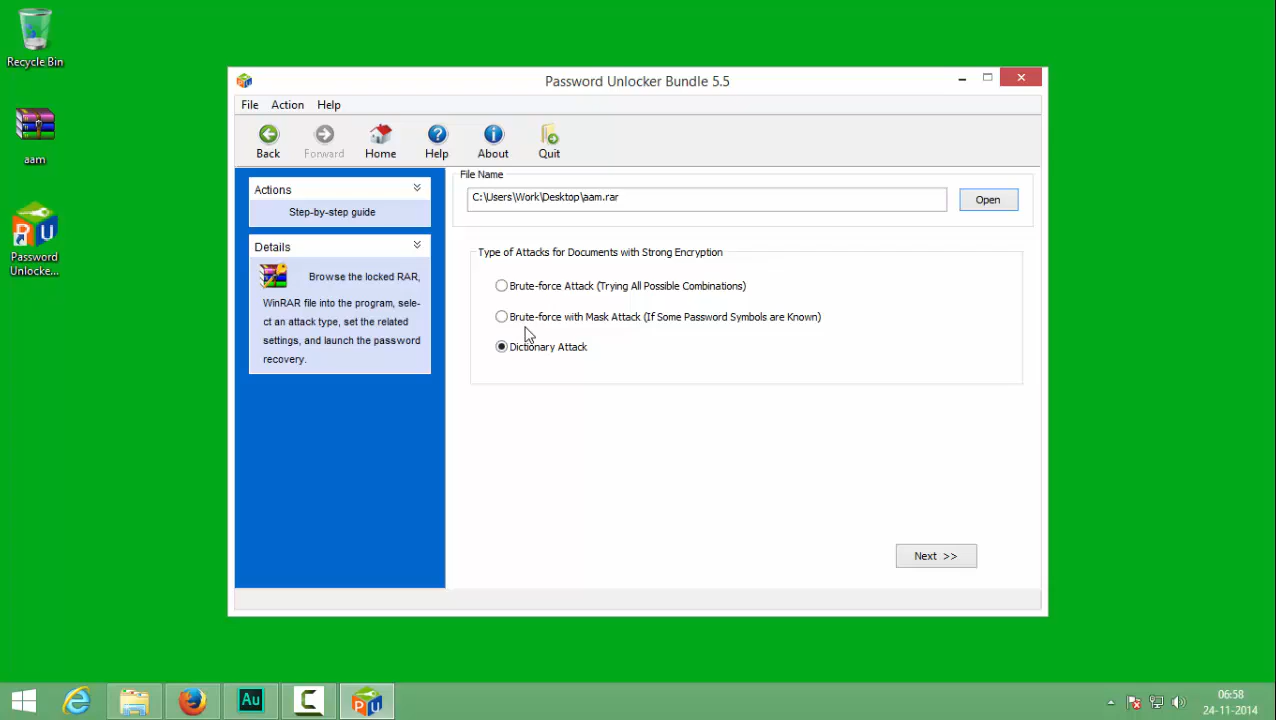 Recycle Bin
aam
Password
Unlocke...
Password Unlocker Bundle 5.5
File Action Help
Back Forward Home Help About Quit
Actions
Step-by-step guide
Details
Browse the locked RAR,
WinRAR file into the program, sele-
ct an attack type, set the related
settings, and launch the password
recovery.
File Name
C:\Users\Work\Desktop\aam.rar
Open
Type of Attacks for Documents with Strong Encryption
Brute-force Attack (Trying All Possible Combinations)
Brute-force with Mask Attack (If Some Password Symbols are Known)
Dictionary Attack
Next >>
Au
06:58
24-11-2014